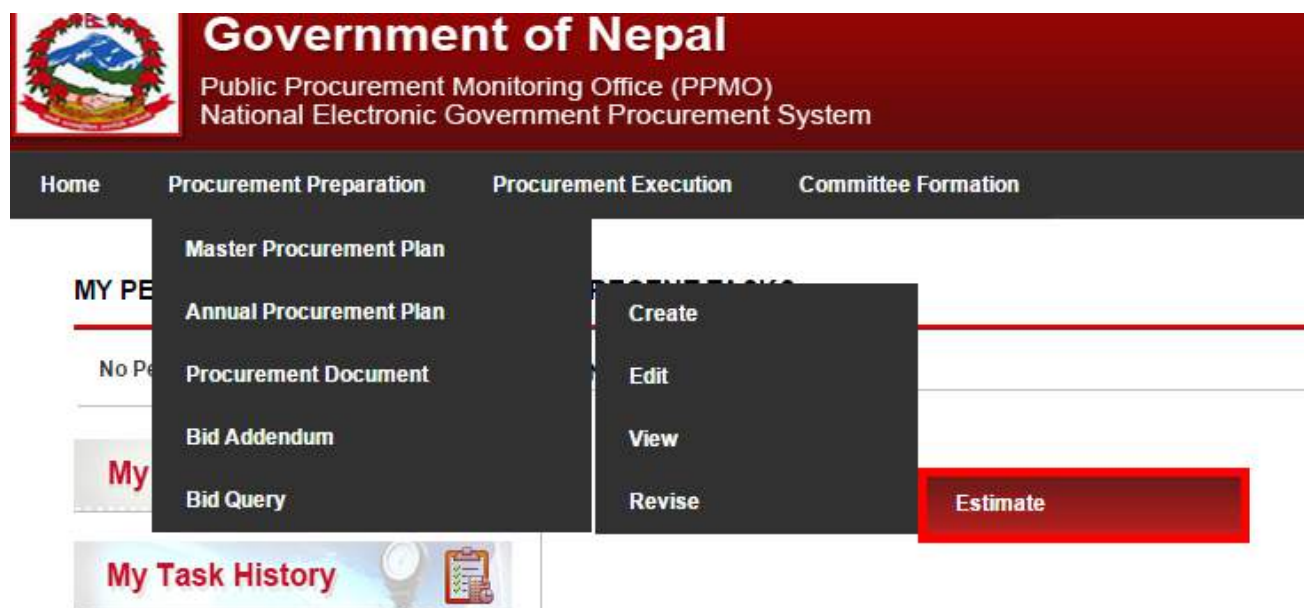 Government of Nepal
Public Procurement Monitoring Office (PPMO)
National Electronic Government Procurement System
Home Procurement Preparation Procurement Execution Committee Formation
Master Procurement Plan
MY PE
Annual Procurement Plan Create
No Pe Procurement Document Edit
Bid Addendum View
My Bid Query Revise Estimate
My Task History